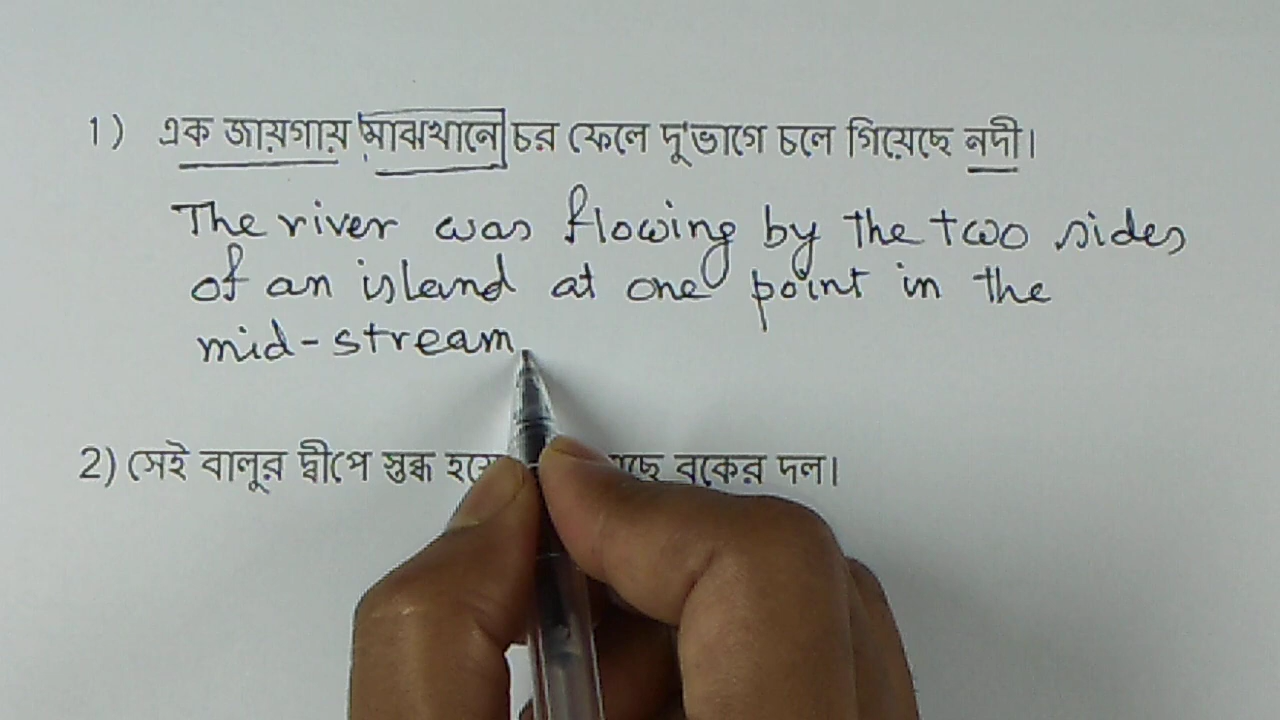 1) এক জায়গায় মাঝখানে চর ফেলে দু'ভাগে চলে গিয়েছে নদী।
The river was flowing by the two sides
of an island at one point in the
mid-stream.
2) সেই বালুর দ্বীপে স্তব্ধ বকের দল।